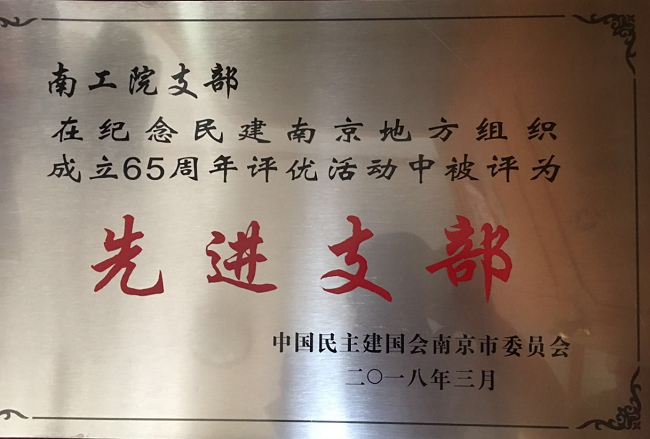 南工院支部
在纪念民建南京地方组织
成立65周年评优活动中被评为
先进支部
中国民主建国会南京市委员会
二〇一八年三月